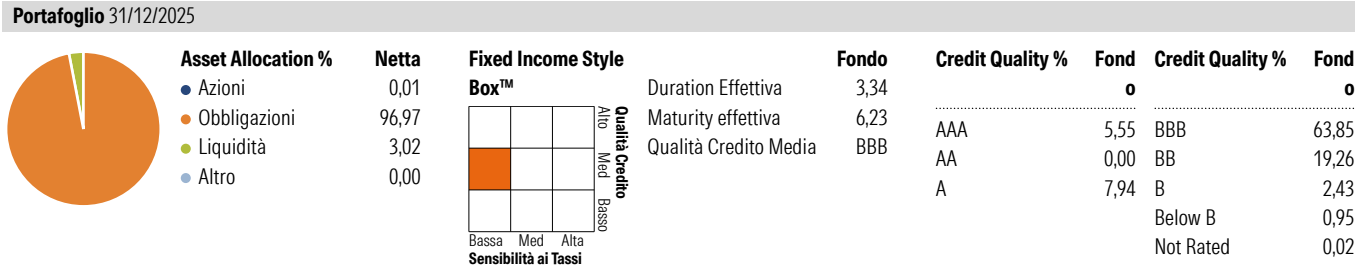 Portafoglio 31/12/2025
Asset Allocation % Netta
Azioni 0,01
Obbligazioni 96,97
Liquidità 3,02
Altro 0,00
Fixed Income Style
Box™
Alto
Med
Basso
Qualità Credito
Bassa Med Alta
Sensibilità ai Tassi
Fondo
Duration Effettiva 3,34
Maturity effettiva 6,23
Qualità Credito Media BBB
Credit Quality % Fond
o
AAA 5,55
AA 0,00
A 7,94
Credit Quality % Fond
o
BBB 63,85
BB 19,26
B 2,43
Below B 0,95
Not Rated 0,02